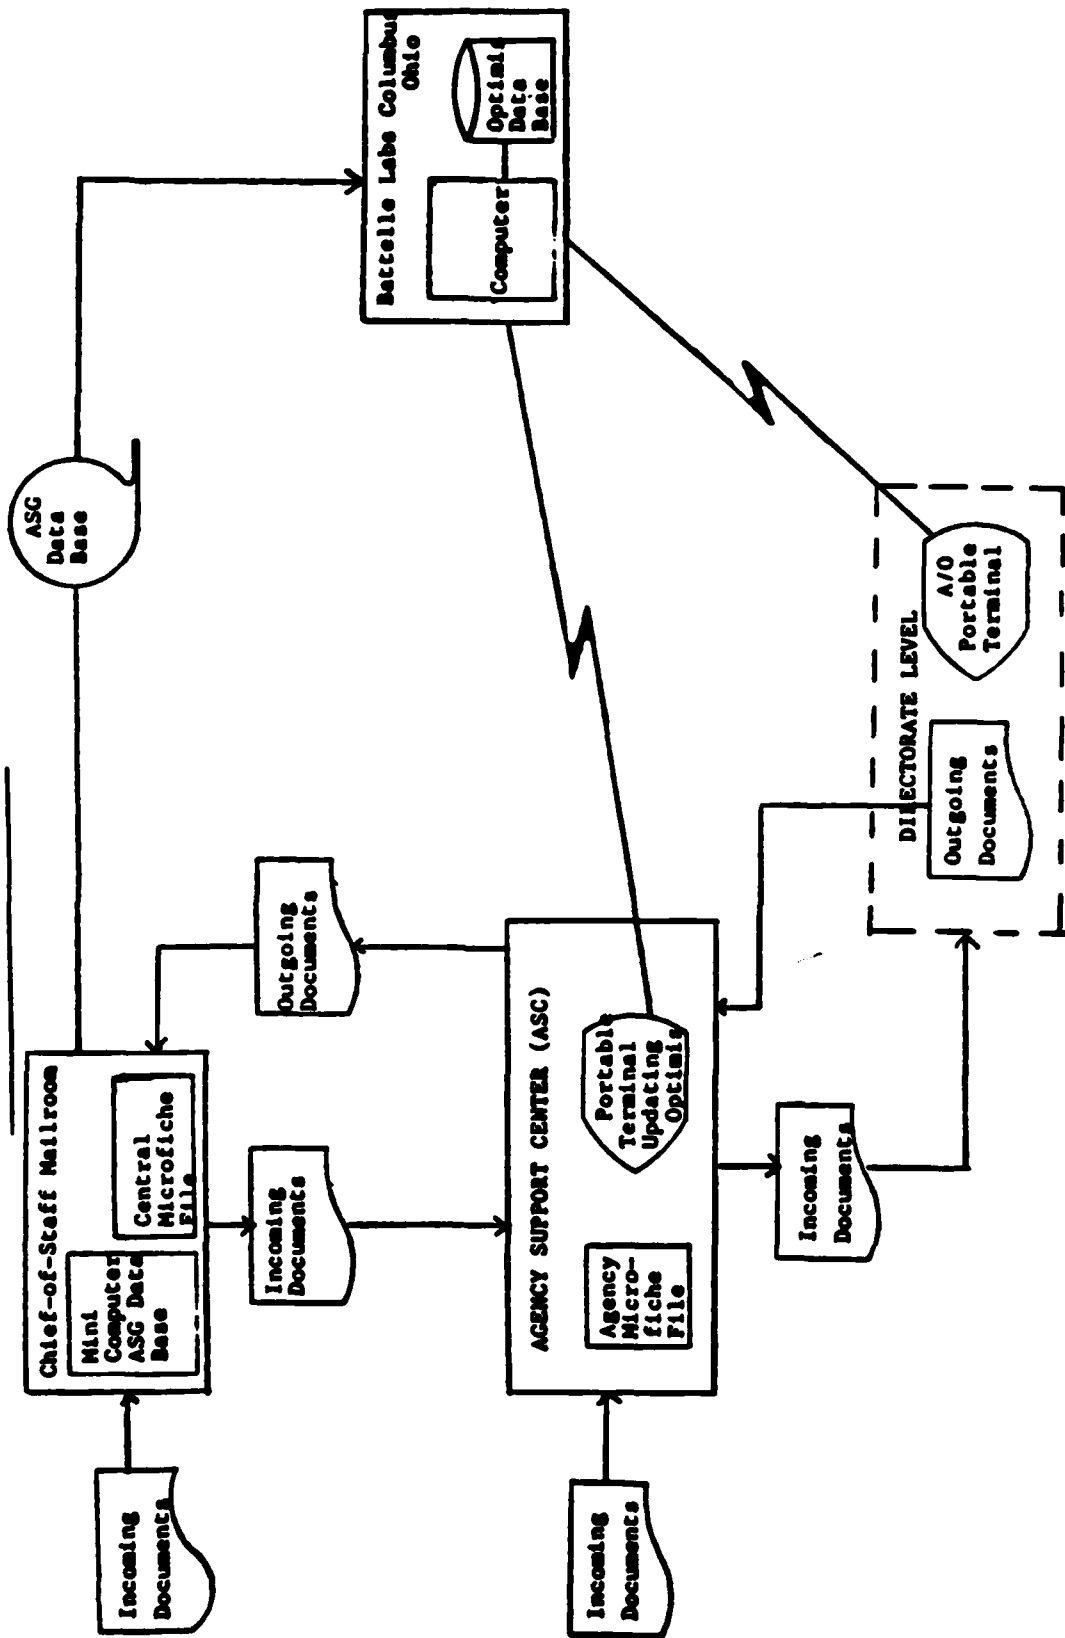 Incoming
Documents
Chief-of-Staff Mailroom
Mini
Computer
ASG Data
Base
Central
Microfiche
File
ASG
Data
Base
Battelle Labs Columbus
Ohio
Computer
Optimis
Data
Base
Incoming
Documents
Outgoing
Documents
Incoming
Documents
AGENCY SUPPORT CENTER (ASC)
Agency
Micro-
fiche
File
Portable
Terminal
Updating
Optimis
Incoming
Documents
DIRECTORATE LEVEL
Outgoing
Documents
A/O
Portable
Terminal